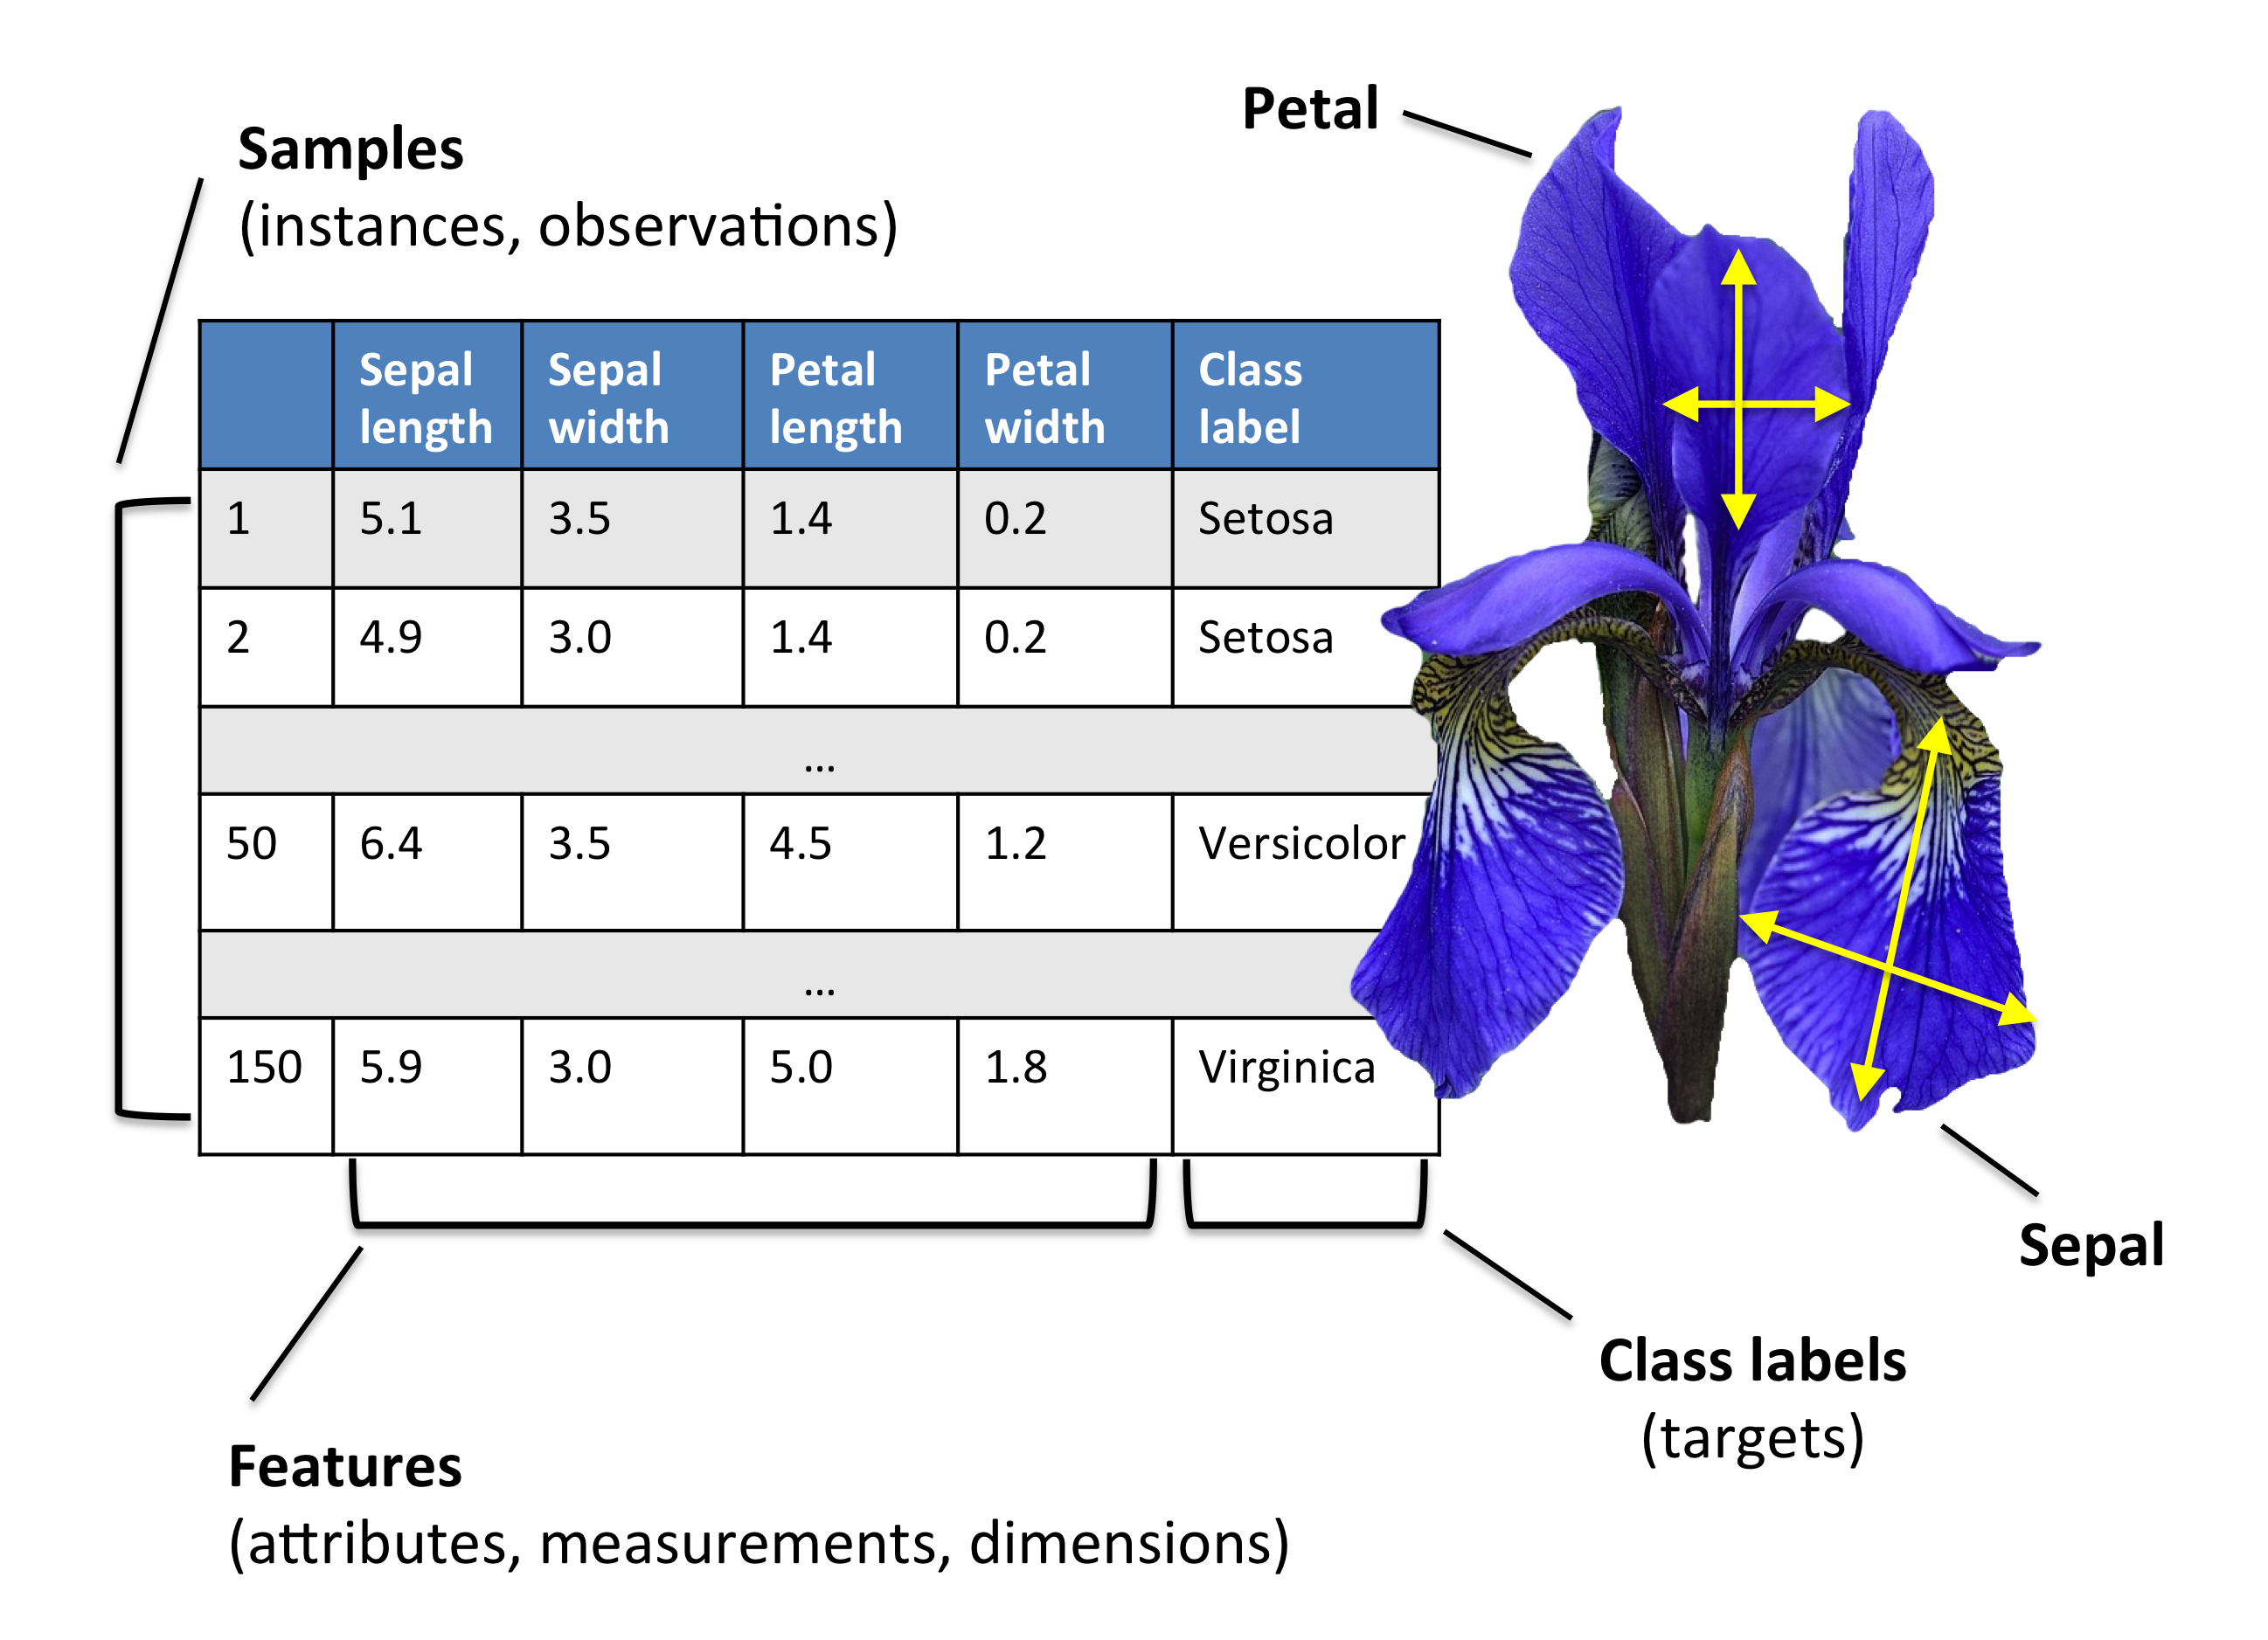 Petal
Samples
(instances, observations)
Sepal length Sepal width Petal length Petal width Class label
1 5.1 3.5 1.4 0.2 Setosa
2 4.9 3.0 1.4 0.2 Setosa
...
50 6.4 3.5 4.5 1.2 Versicolor
...
150 5.9 3.0 5.0 1.8 Virginica
Sepal
Class labels
(targets)
Features
(attributes, measurements, dimensions)